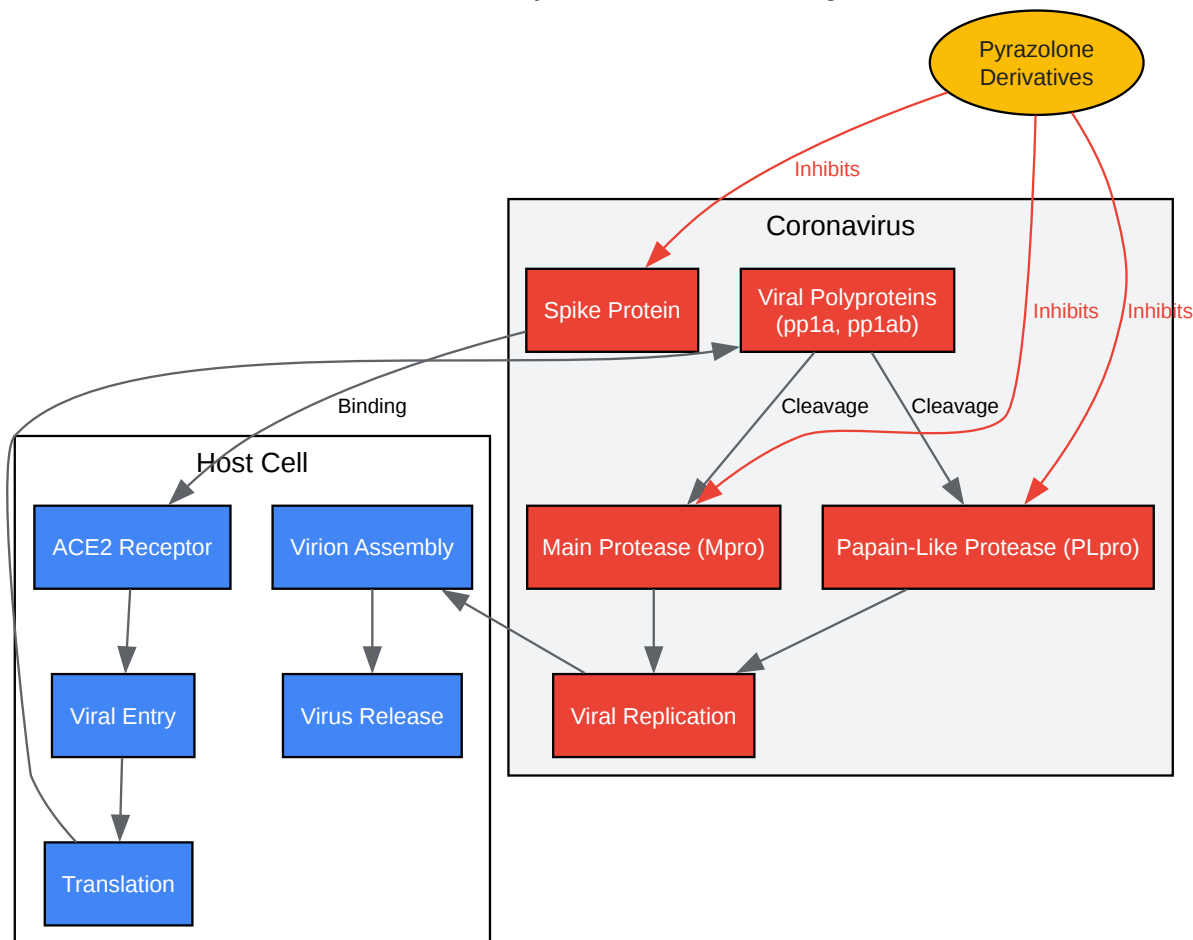 Pyrazolone
Derivatives
Inhibits
Coronavirus
Spike Protein
Viral Polyproteins
(pp1a, pp1ab)
Inhibits
Inhibits
Binding
Cleavage
Cleavage
Host Cell
ACE2 Receptor
Virion Assembly
Main Protease (Mpro)
Papain-Like Protease (PLpro)
Viral Entry
Virus Release
Viral Replication
Translation